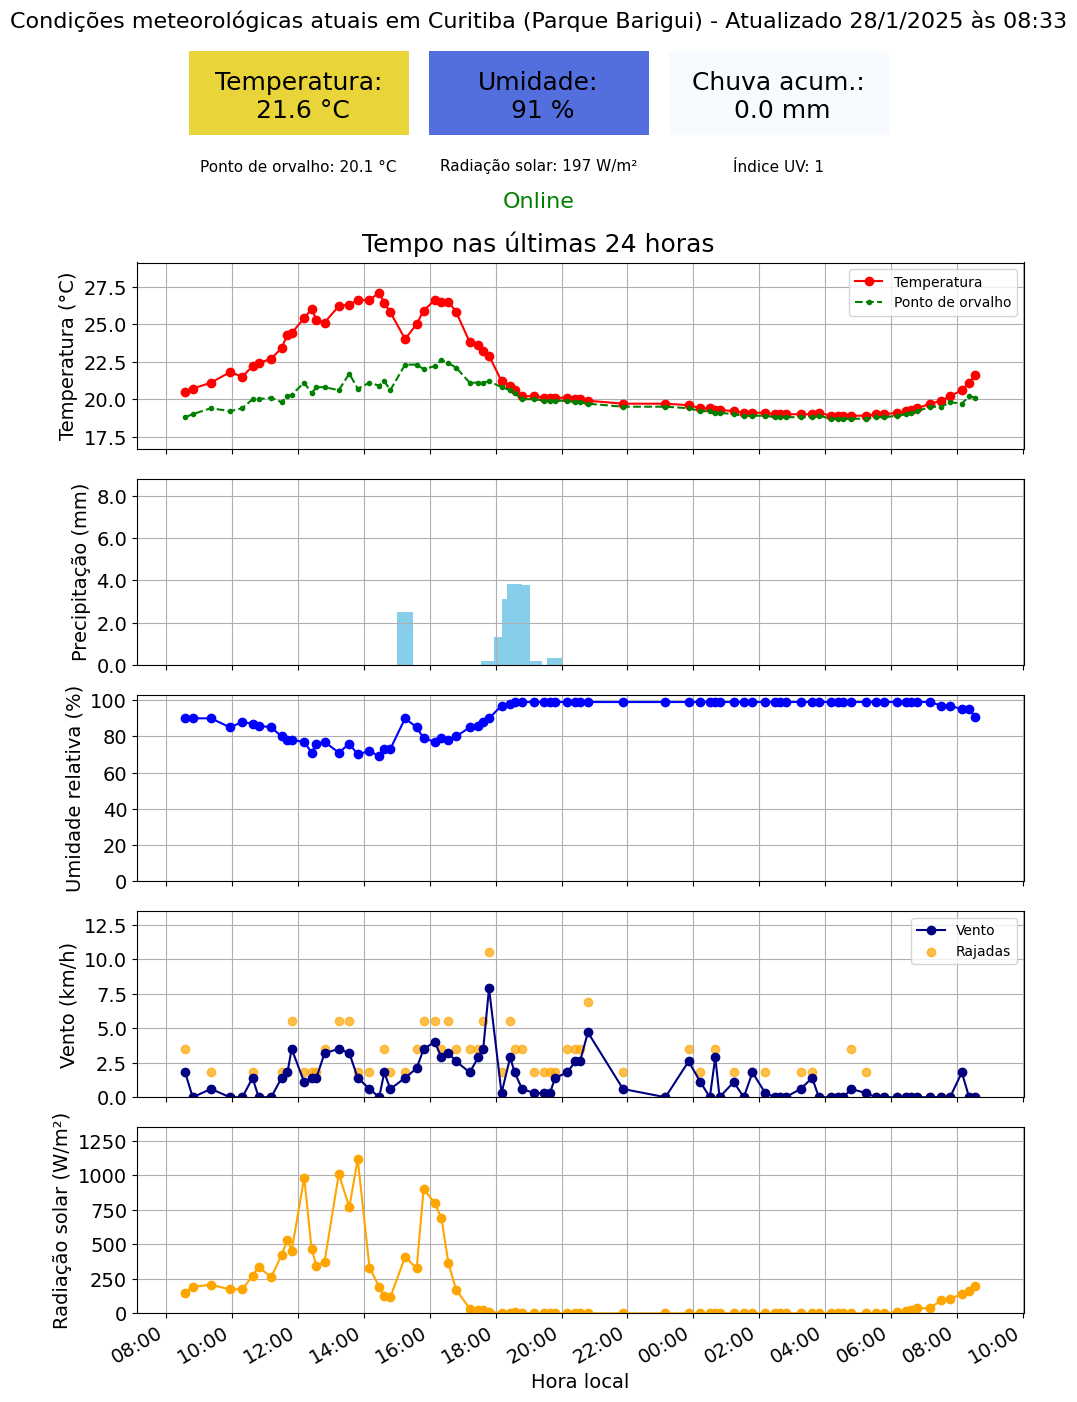 Condições meteorológicas atuais em Curitiba (Parque Barigui) - Atualizado 28/1/2025 às 08:33
Temperatura:
21.6 °C
Umidade:
91 %
Chuva acum.:
0.0 mm
Ponto de orvalho: 20.1 °C
Radiação solar: 197 W/m²
Índice UV: 1
Online
Tempo nas últimas 24 horas
Temperatura (°C)
27.5
25.0
22.5
20.0
17.5
Temperatura
Ponto de orvalho
Precipitação (mm)
8.0
6.0
4.0
2.0
0.0
Umidade relativa (%)
100
80
60
40
20
0
Vento (km/h)
12.5
10.0
7.5
5.0
2.5
0.0
Vento
Rajadas
Radiação solar (W/m²)
1250
1000
750
500
250
0
08:00
10:00
12:00
14:00
16:00
18:00
20:00
22:00
00:00
02:00
04:00
06:00
08:00
10:00
Hora local